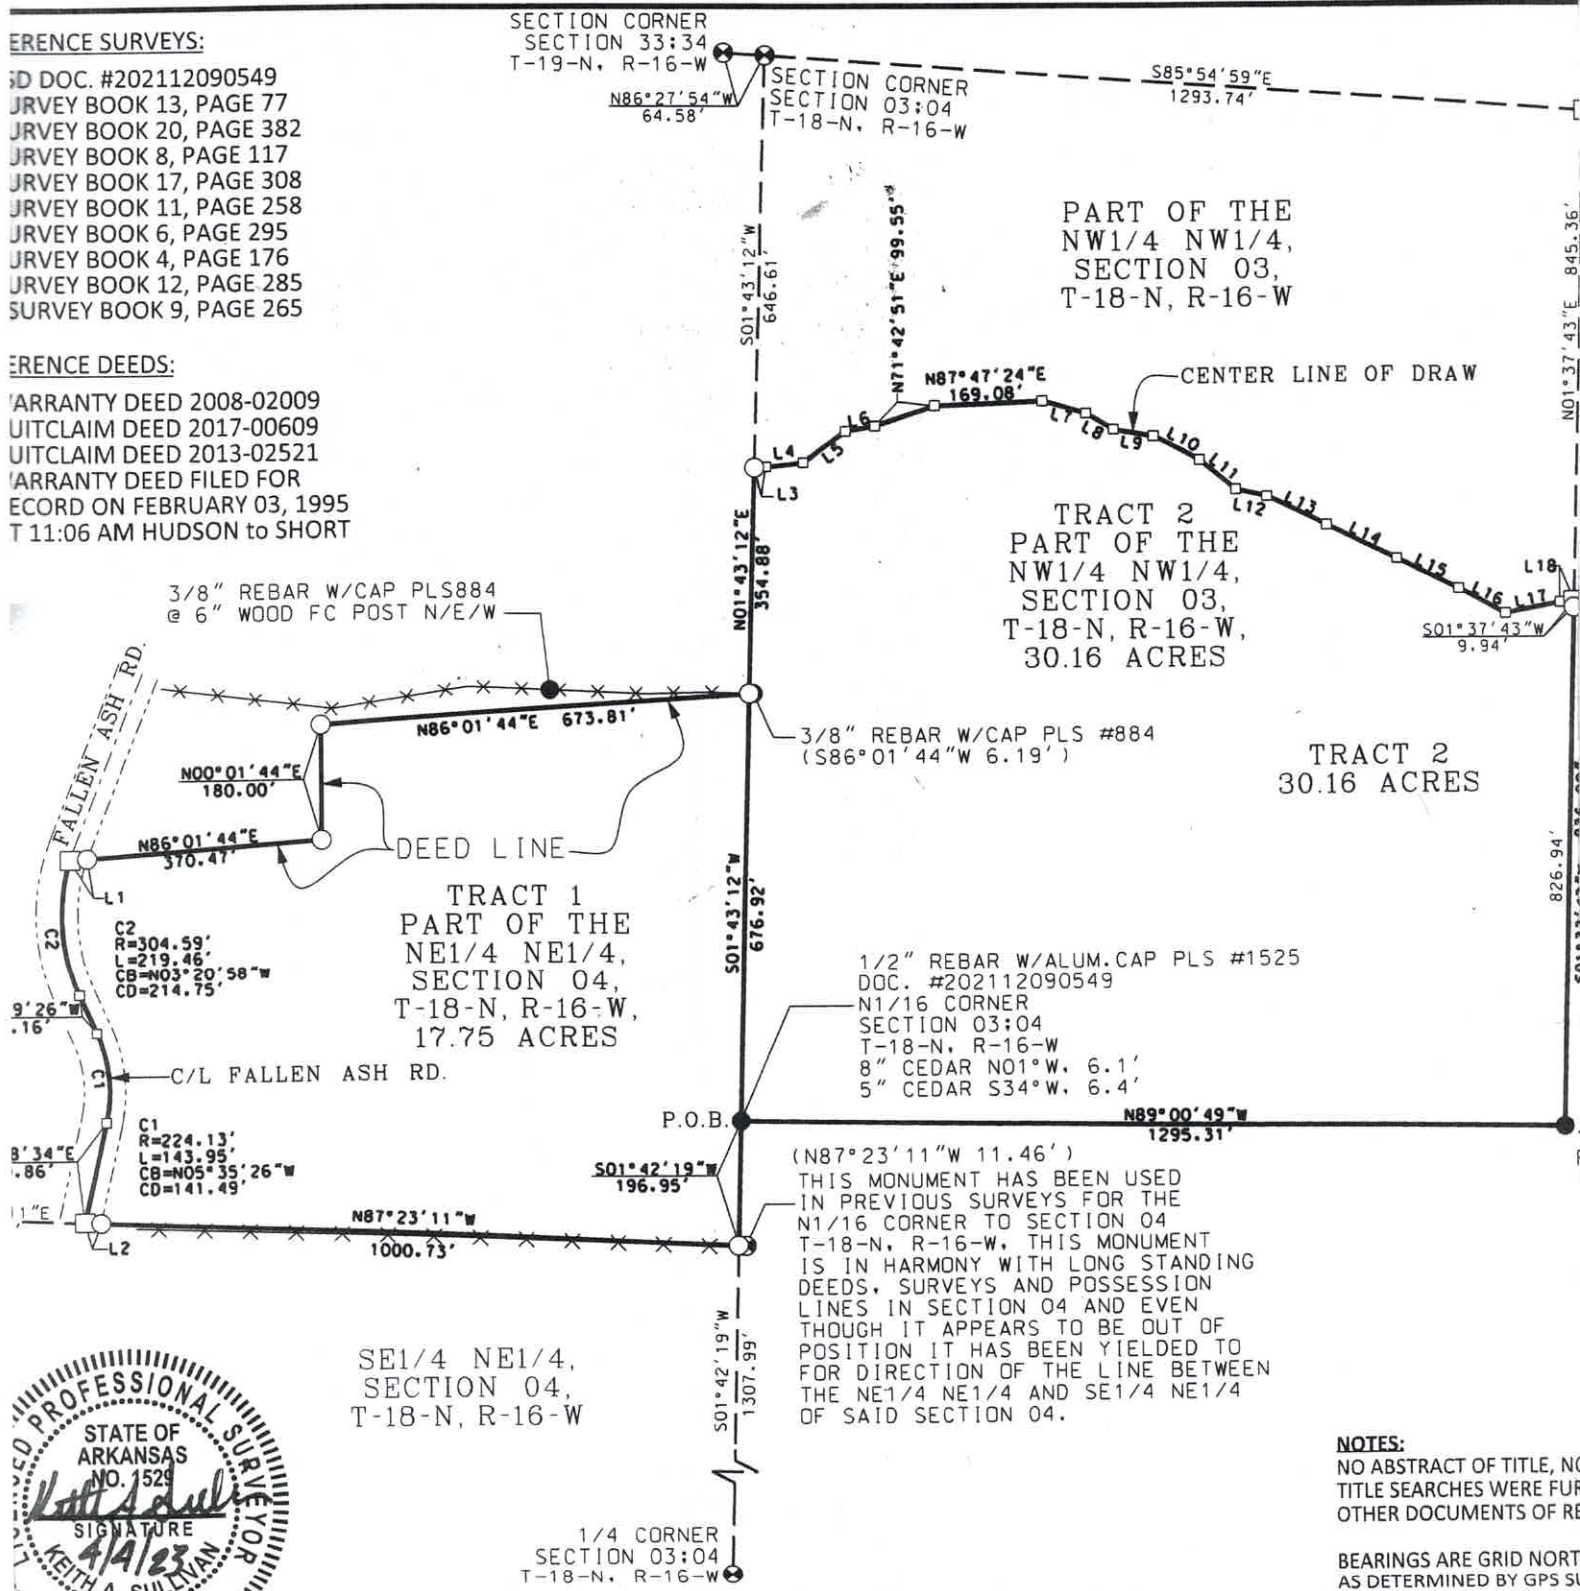 ERENCE SURVEYS:
SD DOC. #202112090549
URVEY BOOK 13, PAGE 77
URVEY BOOK 20, PAGE 382
URVEY BOOK 8, PAGE 117
URVEY BOOK 17, PAGE 308
URVEY BOOK 11, PAGE 258
URVEY BOOK 6, PAGE 295
URVEY BOOK 4, PAGE 176
URVEY BOOK 12, PAGE 285
SURVEY BOOK 9, PAGE 265
ERENCE DEEDS:
ARRANTY DEED 2008-02009
UITCLAIM DEED 2017-00609
UITCLAIM DEED 2013-02521
ARRANTY DEED FILED FOR
ECORD ON FEBRUARY 03, 1995
T 11:06 AM HUDSON to SHORT
SECTION CORNER
SECTION 33:34
T-19-N, R-16-W
N86°27'54"W
64.58'
SECTION CORNER
SECTION 03:04
T-18-N, R-16-W
S85°54'59"E
1293.74'
S01°43'12"W
646.61'
N71°42'51"E 99.55'
PART OF THE
NW1/4 NW1/4,
SECTION 03,
T-18-N, R-16-W
N01°37'43"E 845.36'
N87°47'24"E
169.08'
CENTER LINE OF DRAW
L3
L4
L5
L6
L7
L8
L9
L10
L11
L12
L13
L14
L15
L16
L17
L18
S01°37'43"W
9.94'
N01°43'12"E
354.88'
TRACT 2
PART OF THE
NW1/4 NW1/4,
SECTION 03,
T-18-N, R-16-W,
30.16 ACRES
3/8" REBAR W/CAP PLS884
@ 6" WOOD FC POST N/E/W
FALLEN ASH RD.
N86°01'44"E 673.81'
3/8" REBAR W/CAP PLS #884
(S86°01'44"W 6.19')
TRACT 2
30.16 ACRES
N00°01'44"E
180.00'
N86°01'44"E
370.47'
DEED LINE
L1
TRACT 1
PART OF THE
NE1/4 NE1/4,
SECTION 04,
T-18-N, R-16-W,
17.75 ACRES
S01°43'12"W
676.92'
826.94'
C2
C2
R=304.59'
L=219.46'
CB=N03°20'58"W
CD=214.75'
9'26"W
.16'
C1
C/L FALLEN ASH RD.
1/2" REBAR W/ALUM.CAP PLS #1525
DOC. #202112090549
N1/16 CORNER
SECTION 03:04
T-18-N, R-16-W
8" CEDAR N01°W, 6.1'
5" CEDAR S34°W, 6.4'
P.O.B.
N89°00'49"W
1295.31'
C1
R=224.13'
L=143.95'
CB=N05°35'26"W
CD=141.49'
8'34"E
.86'
1"E
L2
S01°42'19"W
196.95'
N87°23'11"W
1000.73'
(N87°23'11"W 11.46')
THIS MONUMENT HAS BEEN USED
IN PREVIOUS SURVEYS FOR THE
N1/16 CORNER TO SECTION 04
T-18-N, R-16-W, THIS MONUMENT
IS IN HARMONY WITH LONG STANDING
DEEDS, SURVEYS AND POSSESSION
LINES IN SECTION 04 AND EVEN
THOUGH IT APPEARS TO BE OUT OF
POSITION IT HAS BEEN YIELDED TO
FOR DIRECTION OF THE LINE BETWEEN
THE NE1/4 NE1/4 AND SE1/4 NE1/4
OF SAID SECTION 04.
SE1/4 NE1/4,
SECTION 04,
T-18-N, R-16-W
S01°42'19"W
1307.99'
1/4 CORNER
SECTION 03:04
T-18-N, R-16-W
PROFESSIONAL SURVEYOR
STATE OF
ARKANSAS
NO. 1529
SIGNATURE
4/4/23
KEITH A. SULLIVAN
NOTES:
NO ABSTRACT OF TITLE, NO
TITLE SEARCHES WERE FUR
OTHER DOCUMENTS OF RE
BEARINGS ARE GRID NORT
AS DETERMINED BY GPS SU